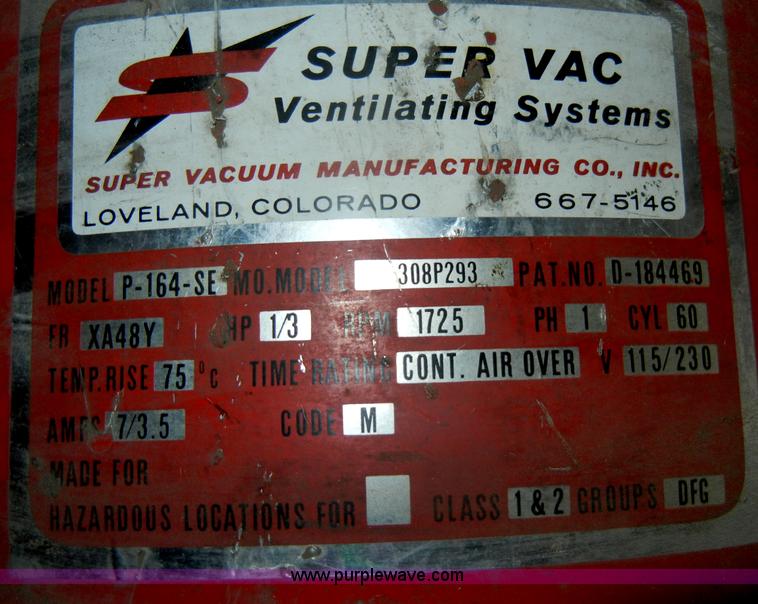 SUPER VAC
Ventilating Systems
SUPER VACUUM MANUFACTURING CO., INC.
LOVELAND, COLORADO 667-5146
MODEL P-164-SE MO. MODEL 308P293 PAT. NO. D-184469
FR XA48Y HP 1/3 RPM 1725 PH 1 CYL 60
TEMP. RISE 75 °C TIME RATING CONT. AIR OVER V 115/230
AMPS 7/3.5 CODE M
MADE FOR
HAZARDOUS LOCATIONS FOR CLASS 1 & 2 GROUPS DFG
www.purplewave.com